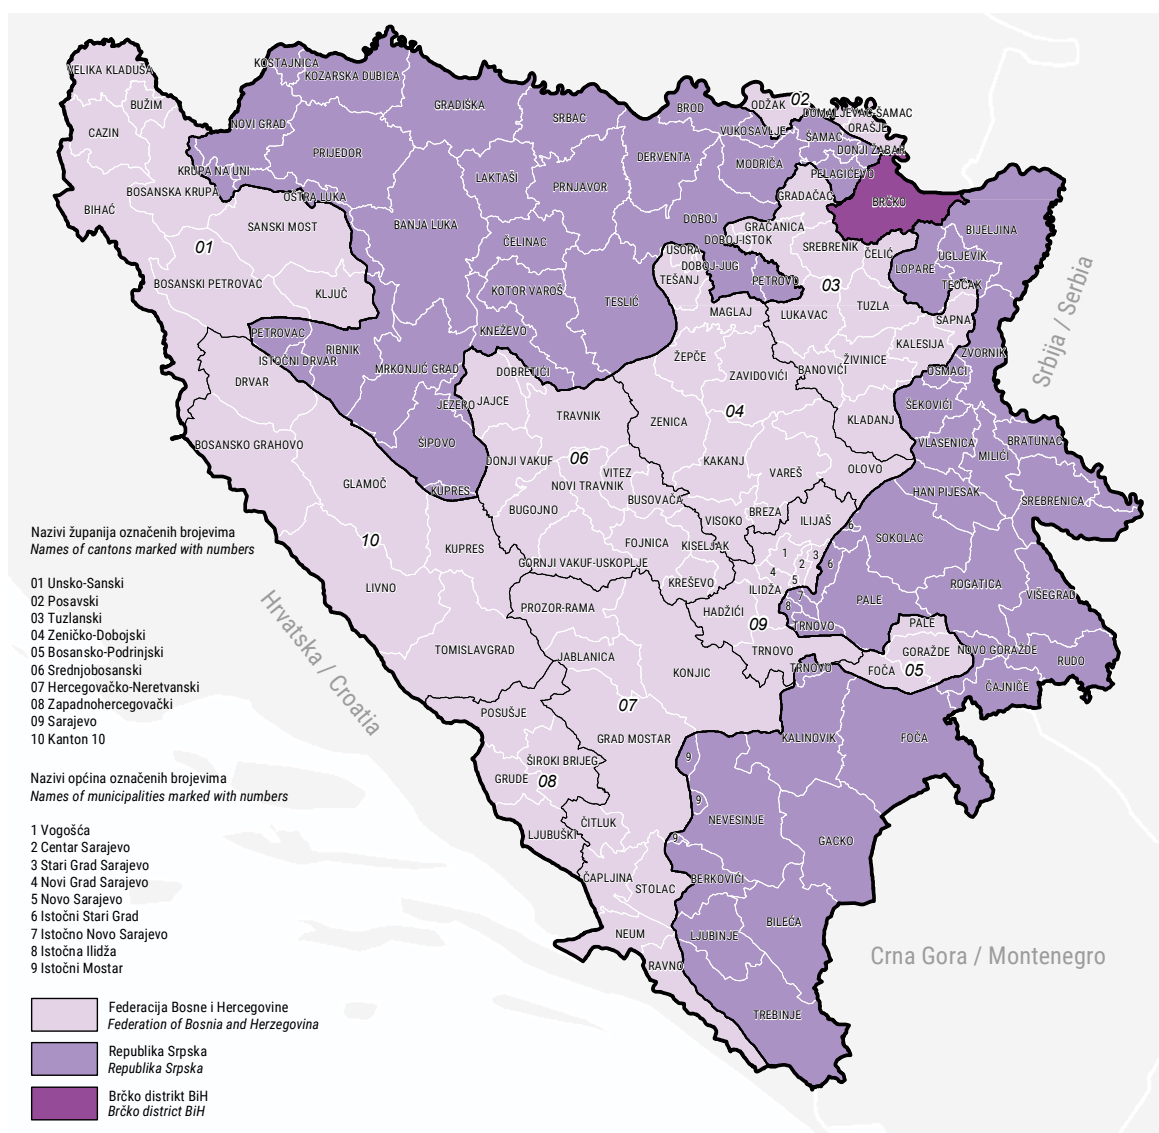 VELIKA KLADUŠA
BUŽIM
CAZIN
KOSTAJNICA
KOZARSKA DUBICA
NOVI GRAD
GRADIŠKA
SRBAC
BROD
ODŽAK
02
DOMALJEVAC-ŠAMAC
ORAŠJE
VUKOSAVLJE
ŠAMAC
DONJI ŽABAR
PRIJEDOR
DERVENTA
MODRIČA
PELAGIĆEVO
KRUPA NA UNI
LAKTAŠI
PRNJAVOR
BOSANSKA KRUPA
OŠTRA LUKA
GRADAČAC
BRČKO
BIHAĆ
SANSKI MOST
BANJA LUKA
DOBOJ
GRAČANICA
BIJELJINA
01
ČELINAC
DOBOJ-ISTOK
SREBRENIK
ČELIĆ
USORA
UGLJEVIK
DOBOJ-JUG
LOPARE
BOSANSKI PETROVAC
KLJUČ
KOTOR VAROŠ
TESLIĆ
TEŠANJ
PETROVO
03
TEOČAK
MAGLAJ
LUKAVAC
TUZLA
SAPNA
PETROVAC
KNEŽEVO
KALESIJA
RIBNIK
ISTOČNI DRVAR
ŽEPČE
ŽIVINICE
ZVORNIK
MRKONJIĆ GRAD
DOBRETIĆI
ZAVIDOVIĆI
BANOVIĆI
OSMACI
DRVAR
JEZERO
JAJCE
TRAVNIK
ZENICA
04
ŠEKOVIĆI
KLADANJ
BOSANSKO GRAHOVO
ŠIPOVO
VLASENICA
BRATUNAC
MILIĆI
DONJI VAKUF
06
KAKANJ
VAREŠ
OLOVO
GLAMOČ
KUPRES
VITEZ
NOVI TRAVNIK
BUSOVAČA
HAN PIJESAK
SREBRENICA
BUGOJNO
VISOKO
BREZA
ILIJAŠ
6
SOKOLAC
10
KUPRES
FOJNICA
KISELJAK
1
2
3
6
GORNJI VAKUF-USKOPLJE
4
5
LIVNO
KREŠEVO
ILIDŽA
7
8
PALE
ROGATICA
VIŠEGRAD
PROZOR-RAMA
HADŽIĆI
09
TRNOVO
PALE
TOMISLAVGRAD
JABLANICA
TRNOVO
GORAŽDE
NOVO GORAŽDE
RUDO
KONJIC
TRNOVO
FOČA
05
ČAJNIČE
07
POSUŠJE
GRAD MOSTAR
KALINOVIK
FOČA
ŠIROKI BRIJEG
9
GRUDE
08
9
NEVESINJE
ČITLUK
LJUBUŠKI
9
GACKO
ČAPLJINA
STOLAC
BERKOVIĆI
NEUM
LJUBINJE
BILEĆA
RAVNO
TREBINJE
Srbija / Serbia
Hrvatska / Croatia
Crna Gora / Montenegro
Nazivi županija označenih brojevima
Names of cantons marked with numbers
01 Unsko-Sanski
02 Posavski
03 Tuzlanski
04 Zeničko-Dobojski
05 Bosansko-Podrinjski
06 Srednjobosanski
07 Hercegovačko-Neretvanski
08 Zapadnohercegovački
09 Sarajevo
10 Kanton 10
Nazivi općina označenih brojevima
Names of municipalities marked with numbers
1 Vogošća
2 Centar Sarajevo
3 Stari Grad Sarajevo
4 Novi Grad Sarajevo
5 Novo Sarajevo
6 Istočni Stari Grad
7 Istočno Novo Sarajevo
8 Istočna Ilidža
9 Istočni Mostar
Federacija Bosne i Hercegovine
Federation of Bosnia and Herzegovina
Republika Srpska
Republika Srpska
Brčko distrikt BiH
Brčko district BiH